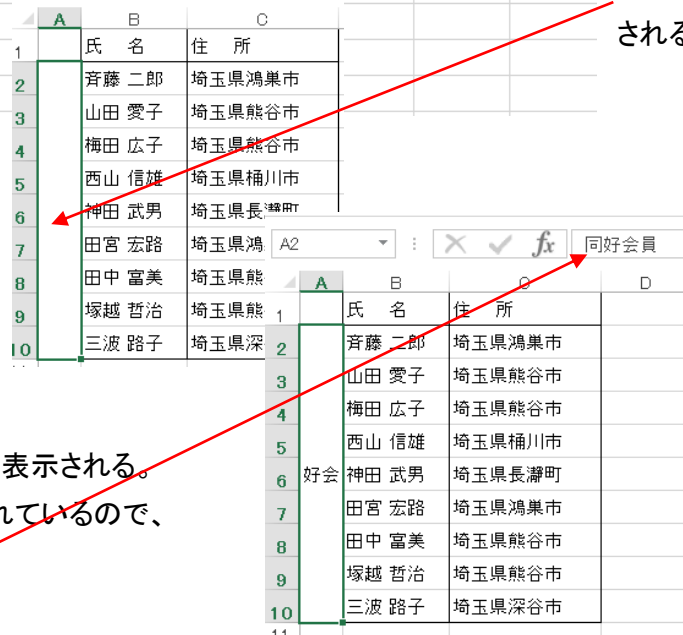 される
A B C
1 氏 名 住 所
2 斉藤 二郎 埼玉県鴻巣市
3 山田 愛子 埼玉県熊谷市
4 梅田 広子 埼玉県熊谷市
5 西山 信雄 埼玉県桶川市
6 神田 武男 埼玉県長瀞町
7 田宮 宏路 埼玉県鴻
8 田中 富美 埼玉県熊
9 塚越 哲治 埼玉県熊
10 三波 路子 埼玉県深
A2 fx 同好会員
A B C D
1 氏 名 住 所
2 斉藤 二郎 埼玉県鴻巣市
3 山田 愛子 埼玉県熊谷市
4 梅田 広子 埼玉県熊谷市
5 西山 信雄 埼玉県桶川市
6 好会 神田 武男 埼玉県長瀞町
7 田宮 宏路 埼玉県鴻巣市
8 田中 富美 埼玉県熊谷市
9 塚越 哲治 埼玉県熊谷市
10 三波 路子 埼玉県深谷市
11
表示される。
れているので、